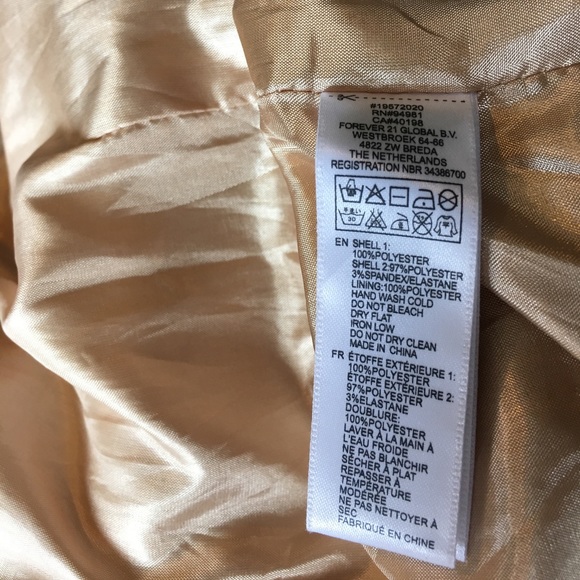 #19572020
RN#94981
CA#40198
FOREVER 21 GLOBAL B.V.
WESTBROEK 64-66
4822 ZW BREDA
THE NETHERLANDS
REGISTRATION NBR 34386700
30
EN SHELL 1:
100%POLYESTER
SHELL 2:97%POLYESTER
3%SPANDEX/ELASTANE
LINING:100%POLYESTER
HAND WASH COLD
DO NOT BLEACH
DRY FLAT
IRON LOW
DO NOT DRY CLEAN
MADE IN CHINA
FR ÉTOFFE EXTÉRIEURE 1:
100%POLYESTER
ÉTOFFE EXTÉRIEURE 2:
97%POLYESTER
3%ELASTANE
DOUBLURE:
100%POLYESTER
LAVER À LA MAIN À
L'EAU FROIDE
NE PAS BLANCHIR
SÉCHER À PLAT
REPASSER À
TEMPÉRATURE
MODÉRÉE
NE PAS NETTOYER À
SEC
FABRIQUÉ EN CHINE